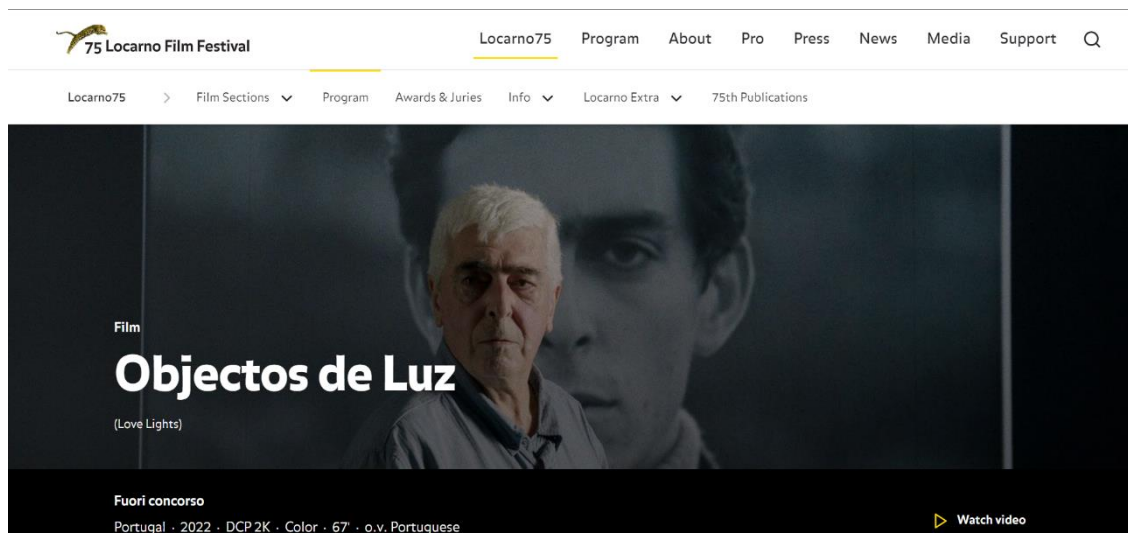 75 Locarno Film Festival
Locarno75 Program About Pro Press News Media Support
Locarno75 > Film Sections Program Awards & Juries Info Locarno Extra 75th Publications
Film
Objectos de Luz
(Love Lights)
Fuori concorso
Portugal · 2022 · DCP 2K · Color · 67' · o.v. Portuguese
Watch video